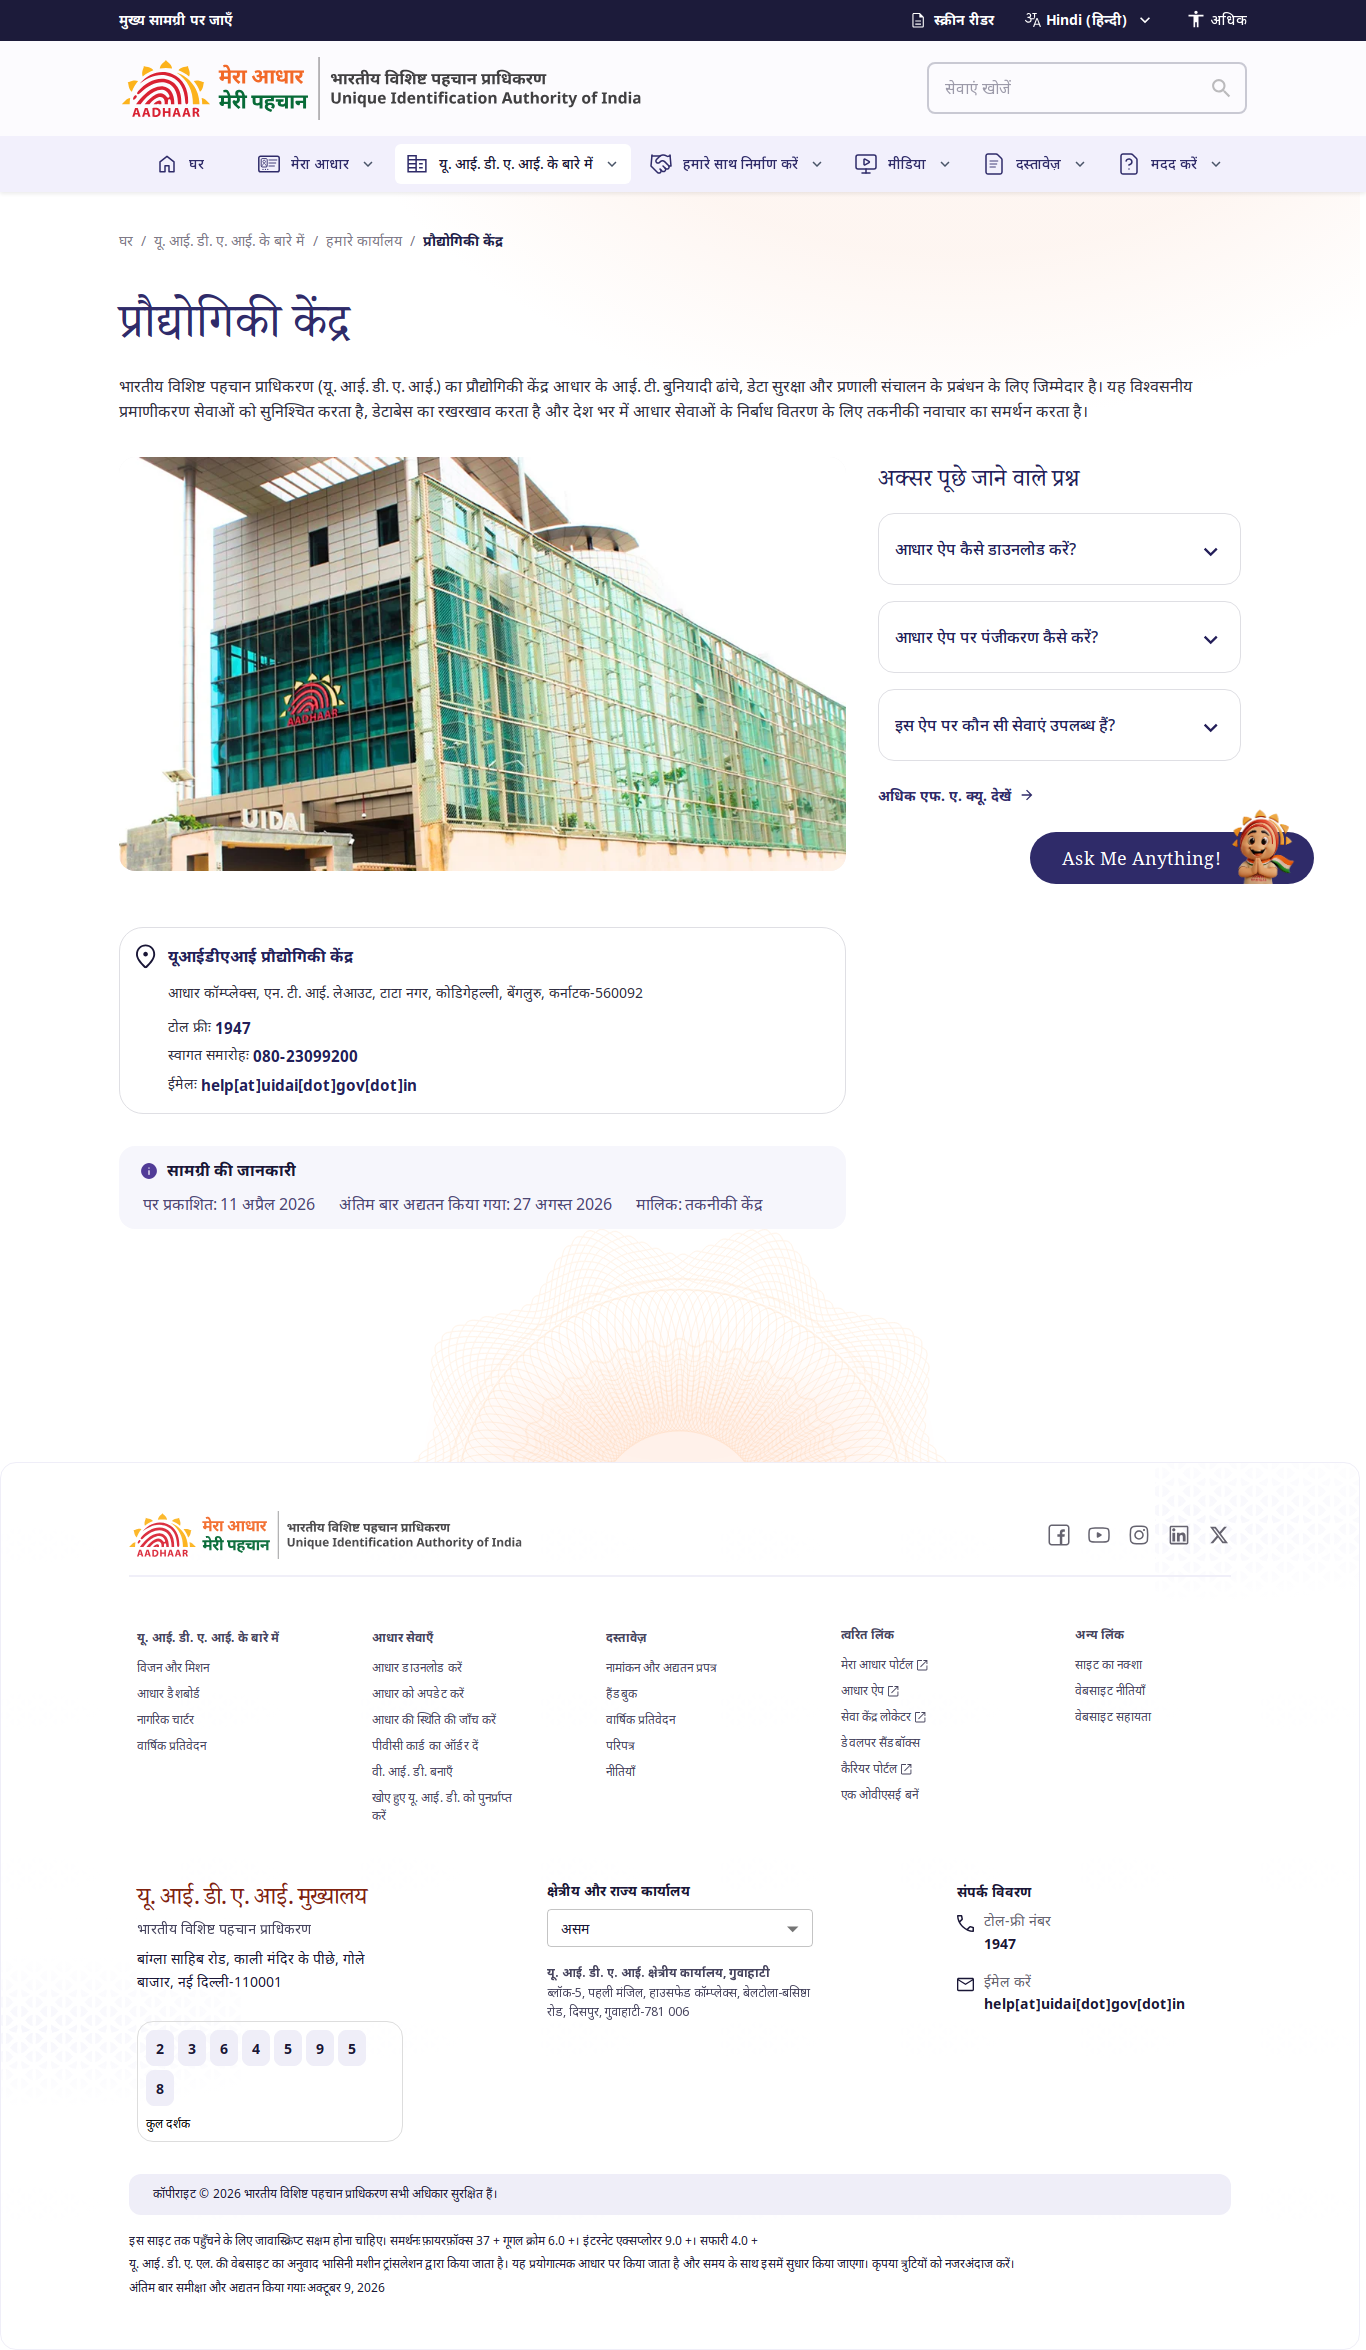 मुख्य सामग्री पर जाएँ
स्क्रीन रीडर
Hindi (हिन्दी)
अधिक
AADHAAR
मेरा आधार
मेरी पहचान
भारतीय विशिष्ट पहचान प्राधिकरण
Unique Identification Authority of India
सेवाएं खोजें
घर
मेरा आधार
यू. आई. डी. ए. आई. के बारे में
हमारे साथ निर्माण करें
मीडिया
दस्तावेज़
मदद करें
घर / यू. आई. डी. ए. आई. के बारे में / हमारे कार्यालय / प्रौद्योगिकी केंद्र
प्रौद्योगिकी केंद्र
भारतीय विशिष्ट पहचान प्राधिकरण (यू. आई. डी. ए. आई.) का प्रौद्योगिकी केंद्र आधार के आई. टी. बुनियादी ढांचे, डेटा सुरक्षा और प्रणाली संचालन के प्रबंधन के लिए जिम्मेदार है। यह विश्वसनीय
प्रमाणीकरण सेवाओं को सुनिश्चित करता है, डेटाबेस का रखरखाव करता है और देश भर में आधार सेवाओं के निर्बाध वितरण के लिए तकनीकी नवाचार का समर्थन करता है।
AADHAAR
UIDAI
अक्सर पूछे जाने वाले प्रश्न
आधार ऐप कैसे डाउनलोड करें?
आधार ऐप पर पंजीकरण कैसे करें?
इस ऐप पर कौन सी सेवाएं उपलब्ध हैं?
अधिक एफ. ए. क्यू. देखें
Ask Me Anything!
यूआईडीएआई प्रौद्योगिकी केंद्र
आधार कॉम्प्लेक्स, एन. टी. आई. लेआउट, टाटा नगर, कोडिगेहल्ली, बेंगलुरु, कर्नाटक-560092
टोल फ्रीः 1947
स्वागत समारोहः 080-23099200
ईमेलः help[at]uidai[dot]gov[dot]in
सामग्री की जानकारी
पर प्रकाशित: 11 अप्रैल 2026
अंतिम बार अद्यतन किया गया: 27 अगस्त 2026
मालिक: तकनीकी केंद्र
AADHAAR
मेरा आधार
मेरी पहचान
भारतीय विशिष्ट पहचान प्राधिकरण
Unique Identification Authority of India
यू. आई. डी. ए. आई. के बारे में
विजन और मिशन
आधार डैशबोर्ड
नागरिक चार्टर
वार्षिक प्रतिवेदन
आधार सेवाएँ
आधार डाउनलोड करें
आधार को अपडेट करें
आधार की स्थिति की जाँच करें
पीवीसी कार्ड का ऑर्डर दें
वी. आई. डी. बनाएँ
खोए हुए यू. आई. डी. को पुनर्प्राप्त
करें
दस्तावेज़
नामांकन और अद्यतन प्रपत्र
हैंडबुक
वार्षिक प्रतिवेदन
परिपत्र
नीतियाँ
त्वरित लिंक
मेरा आधार पोर्टल
आधार ऐप
सेवा केंद्र लोकेटर
डेवलपर सैंडबॉक्स
कैरियर पोर्टल
एक ओवीएसई बनें
अन्य लिंक
साइट का नक्शा
वेबसाइट नीतियाँ
वेबसाइट सहायता
यू. आई. डी. ए. आई. मुख्यालय
भारतीय विशिष्ट पहचान प्राधिकरण
बांग्ला साहिब रोड, काली मंदिर के पीछे, गोले
बाजार, नई दिल्ली-110001
2 3 6 4 5 9 5
8
कुल दर्शक
क्षेत्रीय और राज्य कार्यालय
असम
यू. आई. डी. ए. आई. क्षेत्रीय कार्यालय, गुवाहाटी
ब्लॉक-5, पहली मंजिल, हाउसफेड कॉम्प्लेक्स, बेलटोला-बसिष्ठा
रोड, दिसपुर, गुवाहाटी-781 006
संपर्क विवरण
टोल-फ्री नंबर
1947
ईमेल करें
help[at]uidai[dot]gov[dot]in
कॉपीराइट © 2026 भारतीय विशिष्ट पहचान प्राधिकरण सभी अधिकार सुरक्षित हैं।
इस साइट तक पहुँचने के लिए जावास्क्रिप्ट सक्षम होना चाहिए। समर्थनः फ़ायरफ़ॉक्स 37 + गूगल क्रोम 6.0 +। इंटरनेट एक्सप्लोरर 9.0 +। सफारी 4.0 +
यू. आई. डी. ए. एल. की वेबसाइट का अनुवाद भासिनी मशीन ट्रांसलेशन द्वारा किया जाता है। यह प्रयोगात्मक आधार पर किया जाता है और समय के साथ इसमें सुधार किया जाएगा। कृपया त्रुटियों को नजरअंदाज करें।
अंतिम बार समीक्षा और अद्यतन किया गयाः अक्टूबर 9, 2026